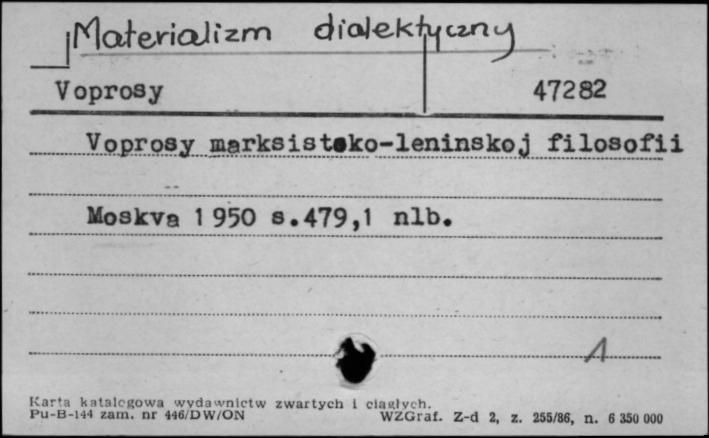 Materializm dialektyczny
Voprosy 47282
Voprosy marksistsko-leninskoj filosofii
Moskva 1950 s.479,1 nlb.
1
Karta katalogowa wydawnictw zwartych i ciągłych.
Pu-B-144 zam. nr 446/DW/ON WZGraf. Z-d 2, z. 255/86, n. 6 350 000